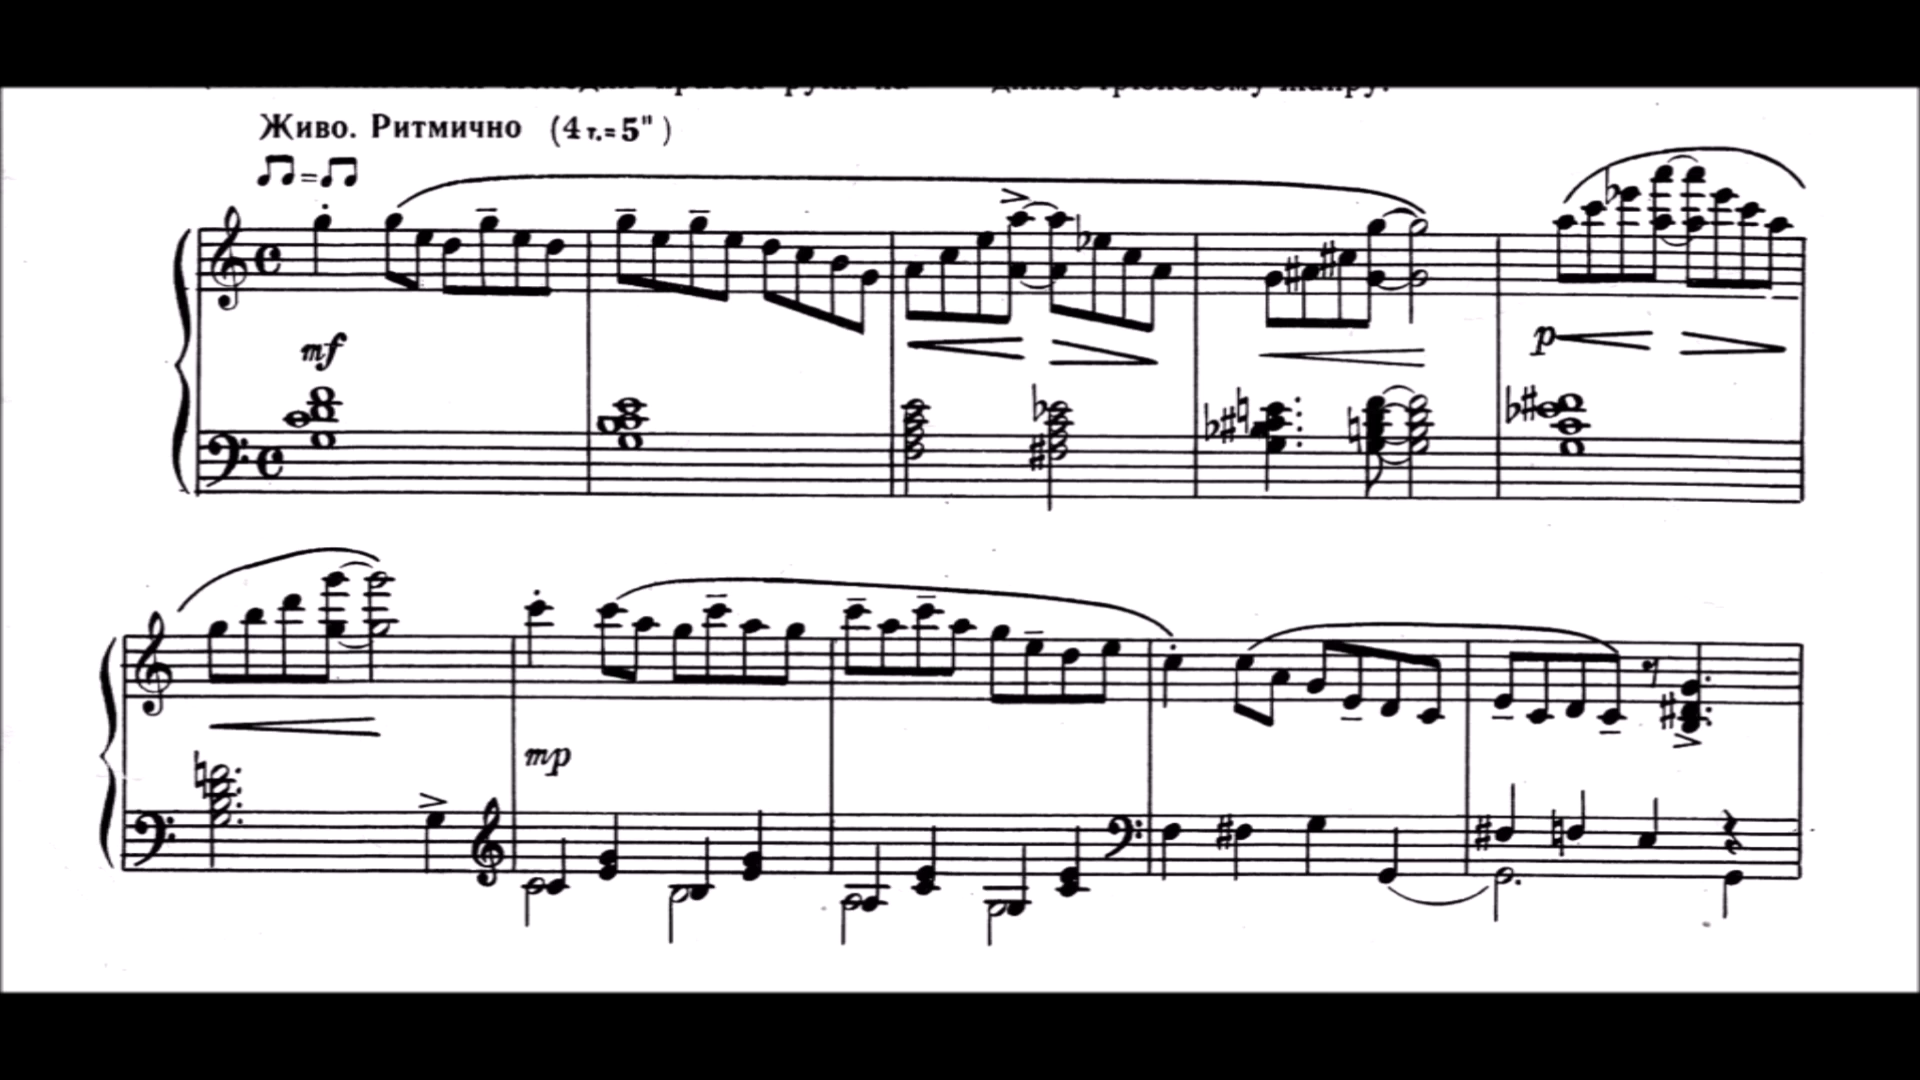 Живо. Ритмично (4 т.= 5")
mf
p
mp